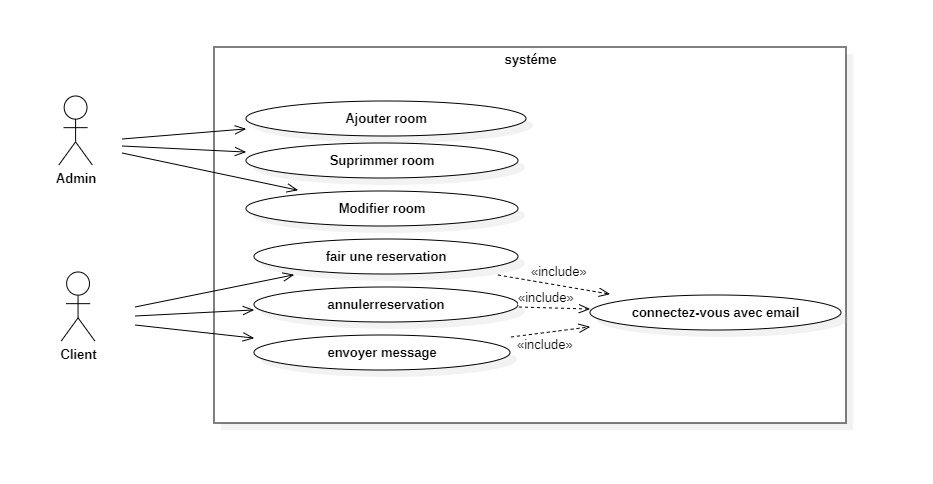 systéme
Ajouter room
Suprimmer room
Admin
Modifier room
fair une reservation
«include»
annulerreservation
«include»
connectez-vous avec email
«include»
envoyer message
Client